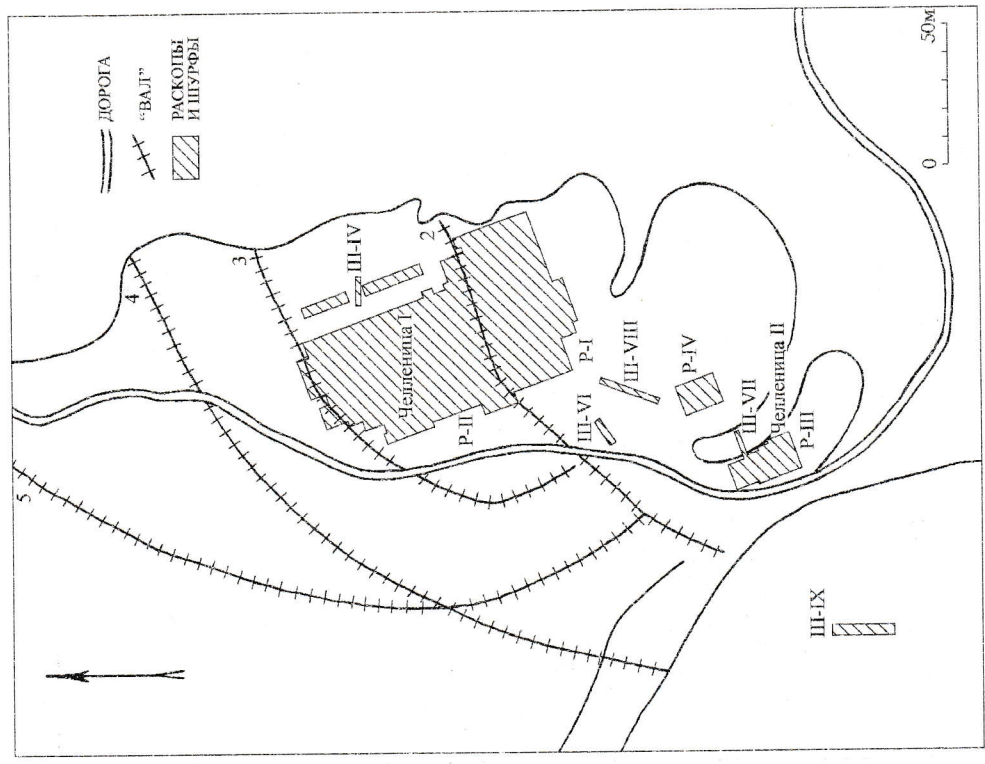 ДОРОГА
“ВАЛ”
РАСКОПЫ
И ШУРФЫ
5
4
3
3
2
Ш-IV
Челленица I
Р-II
Р-I
Ш-VI
Ш-VIII
Р-IV
Ш-VII
Челленица II
Р-III
Ш-IX
0
50м